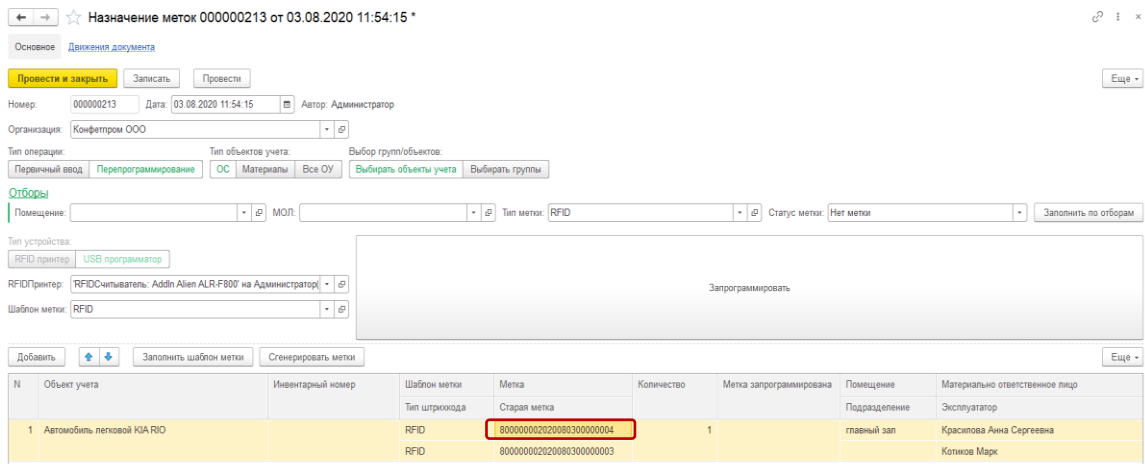 Назначение меток 000000213 от 03.08.2020 11:54:15 *
Основное Движения документа
Провести и закрыть Записать Провести Еще
Номер: 000000213 Дата: 03.08.2020 11:54:15 Автор: Администратор
Организация: Конфетпром ООО
Тип операции: Тип объектов учета: Выбор групп/объектов:
Первичный ввод Перепрограммирование ОС Материалы Все ОУ Выбирать объекты учета Выбирать группы
Отборы
Помещение: МОЛ: Тип метки: RFID Статус метки: Нет метки Заполнить по отборам
Тип устройства:
RFID принтер USB программатор
RFIDПринтер: 'RFIDСчитыватель: AddIn Alien ALR-F800' на Администратор( Запрограммировать
Шаблон метки: RFID
Добавить Заполнить шаблон метки Сгенерировать метки Еще
N Объект учета Инвентарный номер Шаблон метки Метка Количество Метка запрограммирована Помещение Материально ответственное лицо
Тип штрихкода Старая метка Подразделение Эксплуататор
1 Автомобиль легковой KIA RIO RFID 80000000202008030000​0004 1 главный зал Красилова Анна Сергеевна
RFID 800000002020080300000003 Котиков Марк